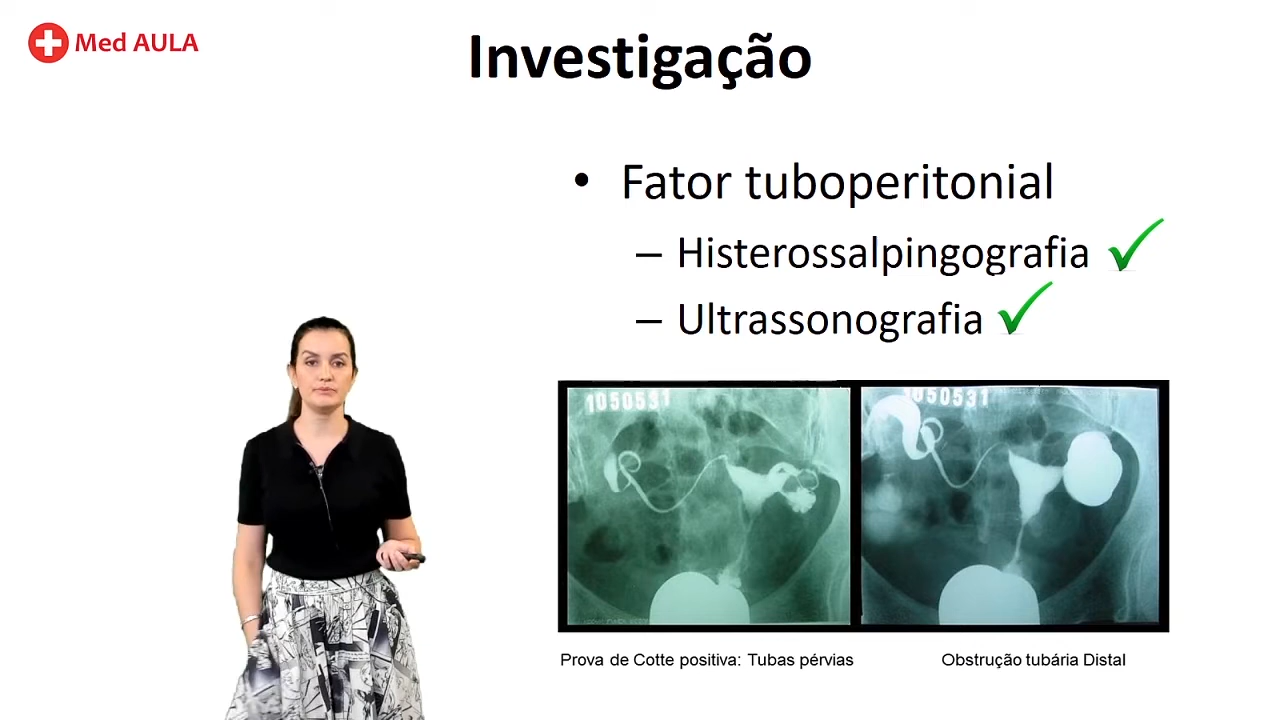 Med AULA
Investigação
• Fator tuboperitonial
– Histerossalpingografia
– Ultrassonografia
1050531
1050531
Prova de Cotte positiva: Tubas pérvias
Obstrução tubária Distal